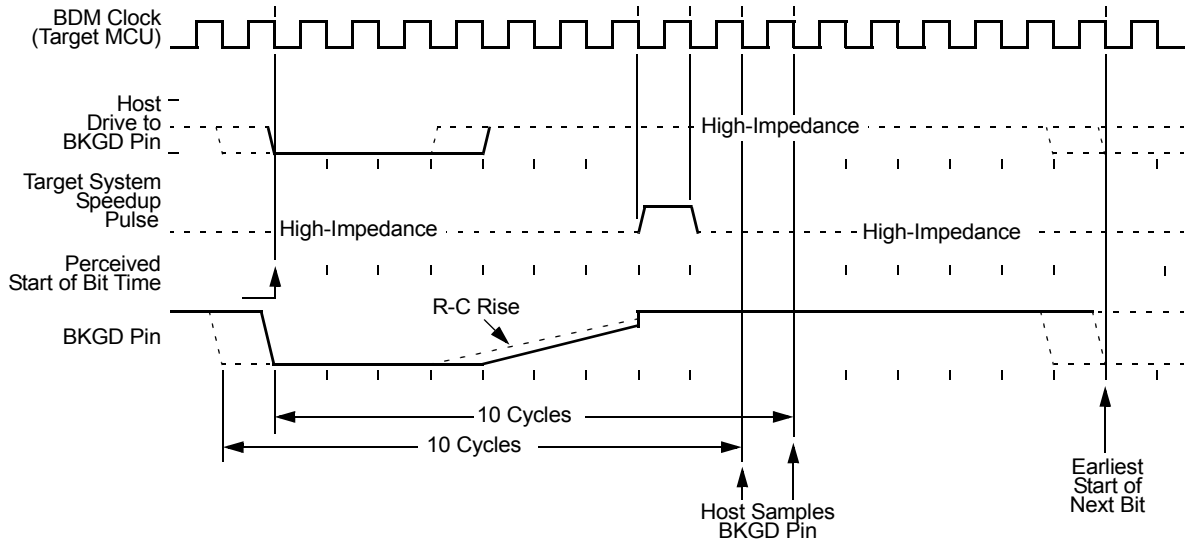 BDM Clock
(Target MCU)
Host
Drive to
BKGD Pin
High-Impedance
Target System
Speedup
Pulse
High-Impedance
High-Impedance
Perceived
Start of Bit Time
R-C Rise
BKGD Pin
10 Cycles
10 Cycles
Host Samples
BKGD Pin
Earliest
Start of
Next Bit